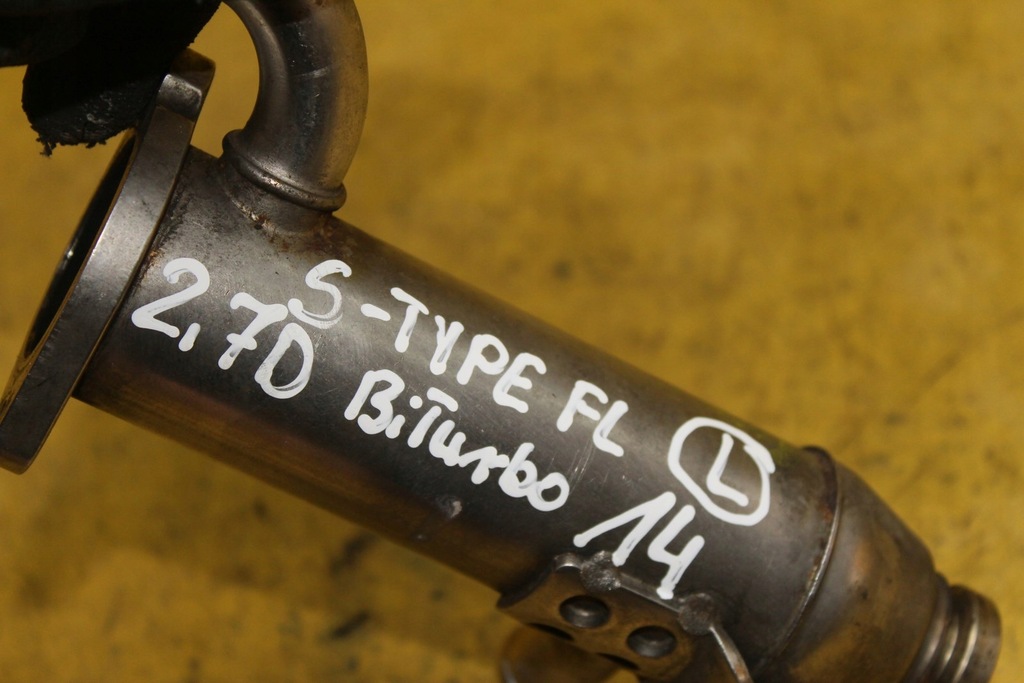 S-TYPE FL Ⓛ
2,7D BiTurbo 14